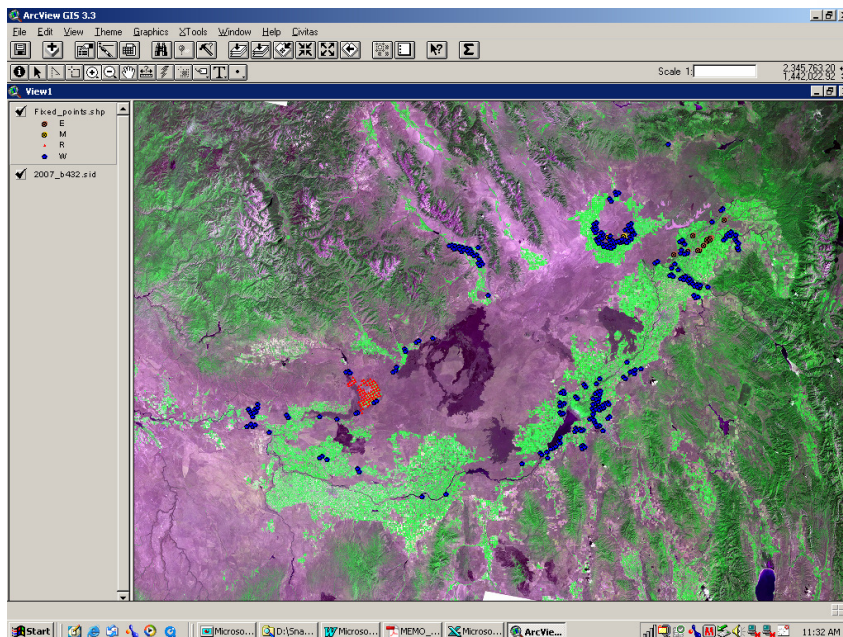 ArcView GIS 3.3
File Edit View Theme Graphics XTools Window Help Civitas
Scale 1:
2,345,763.20
1,442,022.92
View1
Fixed_points.shp
E
M
R
W
2007_b432.sid
Start Microso... D:\Sna... Microso... MEMO_... Microso... ArcVie... 11:32 AM